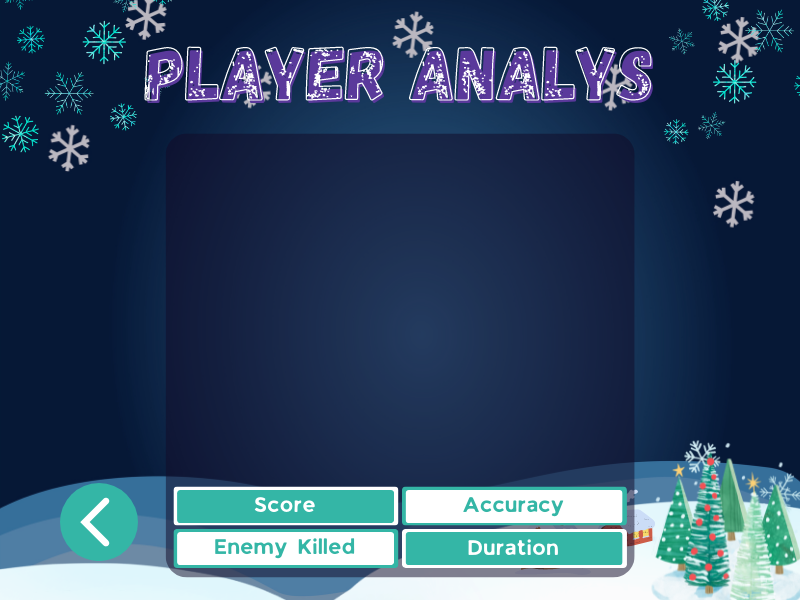 PLAYER ANALYS
Score
Accuracy
Enemy Killed
Duration